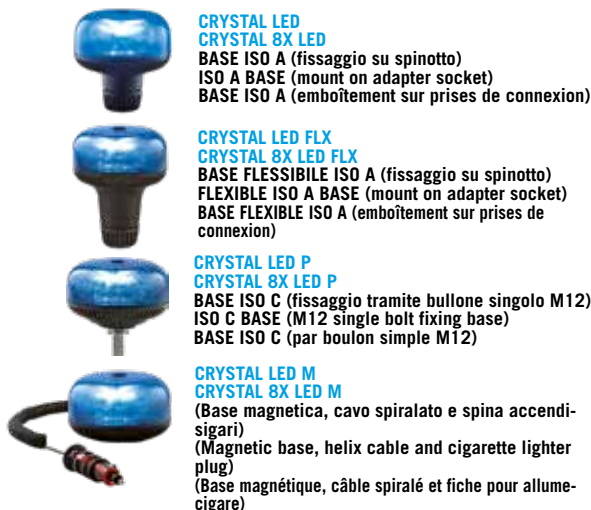 CRYSTAL LED
CRYSTAL 8X LED
BASE ISO A (fissaggio su spinotto)
ISO A BASE (mount on adapter socket)
BASE ISO A (emboîtement sur prises de connexion)
CRYSTAL LED FLX
CRYSTAL 8X LED FLX
BASE FLESSIBILE ISO A (fissaggio su spinotto)
FLEXIBLE ISO A BASE (mount on adapter socket)
BASE FLEXIBLE ISO A (emboîtement sur prises de
connexion)
CRYSTAL LED P
CRYSTAL 8X LED P
BASE ISO C (fissaggio tramite bullone singolo M12)
ISO C BASE (M12 single bolt fixing base)
BASE ISO C (par boulon simple M12)
CRYSTAL LED M
CRYSTAL 8X LED M
(Base magnetica, cavo spiralato e spina accendi-
sigari)
(Magnetic base, helix cable and cigarette lighter
plug)
(Base magnétique, câble spiralé et fiche pour allume-
cigare)